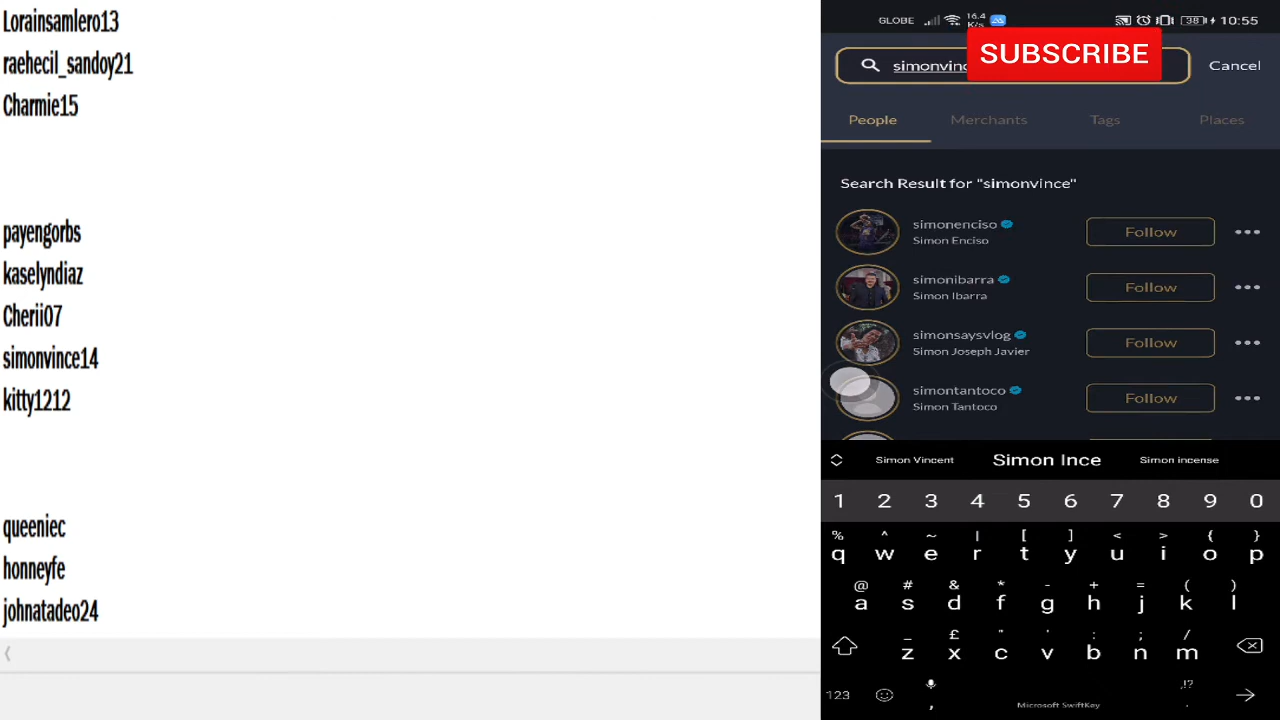 Lorainsamlero13
raehecil_sandoy21
Charmie15
payengorbs
kaselyndiaz
Cherii07
simonvince14
kitty1212
queeniec
honneyfe
johnatadeo24
GLOBE 16.4 K/s 38 10:55
simonvinc
SUBSCRIBE
Cancel
People Merchants Tags Places
Search Result for "simonvince"
simonenciso
Simon Enciso
Follow
simonibarra
Simon Ibarra
Follow
simonsaysvlog
Simon Joseph Javier
Follow
simontantoco
Simon Tantoco
Follow
Simon Vincent Simon Ince Simon incense
1 2 3 4 5 6 7 8 9 0
% ^ ~ | [ ] < > { }
q w e r t y u i o p
@ # & * - + = ( )
a s d f g h j k l
_ £ " ' : ; /
z x c v b n m
123 , Microsoft SwiftKey ,!? .